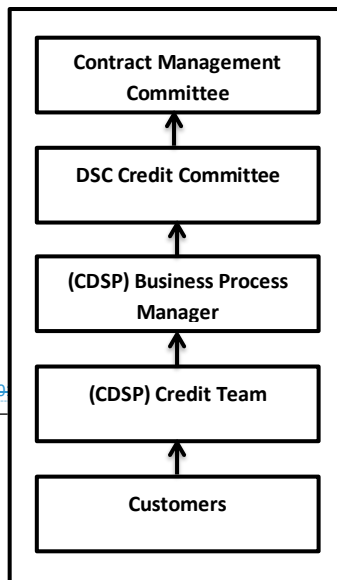 Contract Management
Committee
DSC Credit Committee
(CDSP) Business Process
Manager
(CDSP) Credit Team
Customers